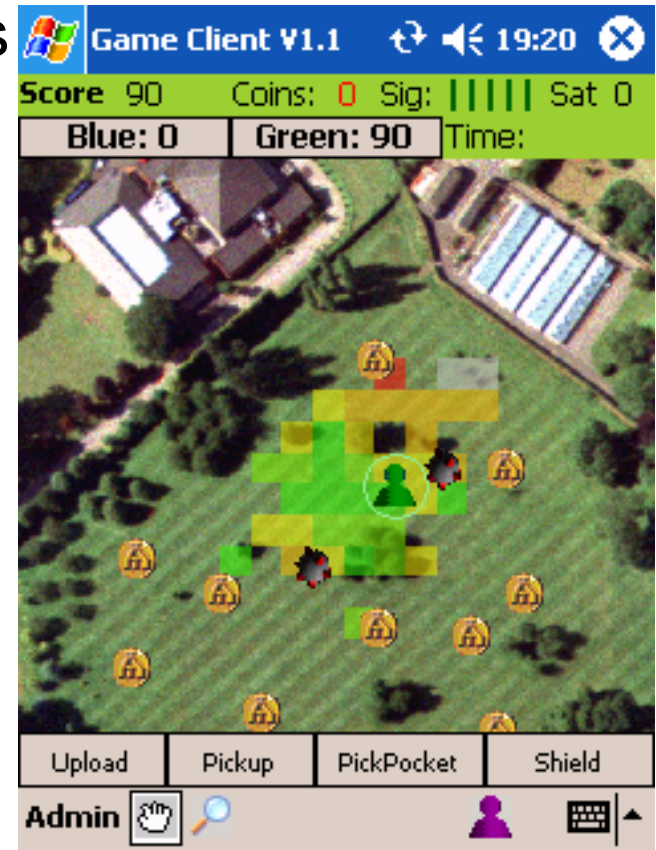 s
Game Client V1.1 19:20
Score 90 Coins: 0 Sig: ||||| Sat 0
Blue: 0 Green: 90 Time:
Upload Pickup PickPocket Shield
Admin